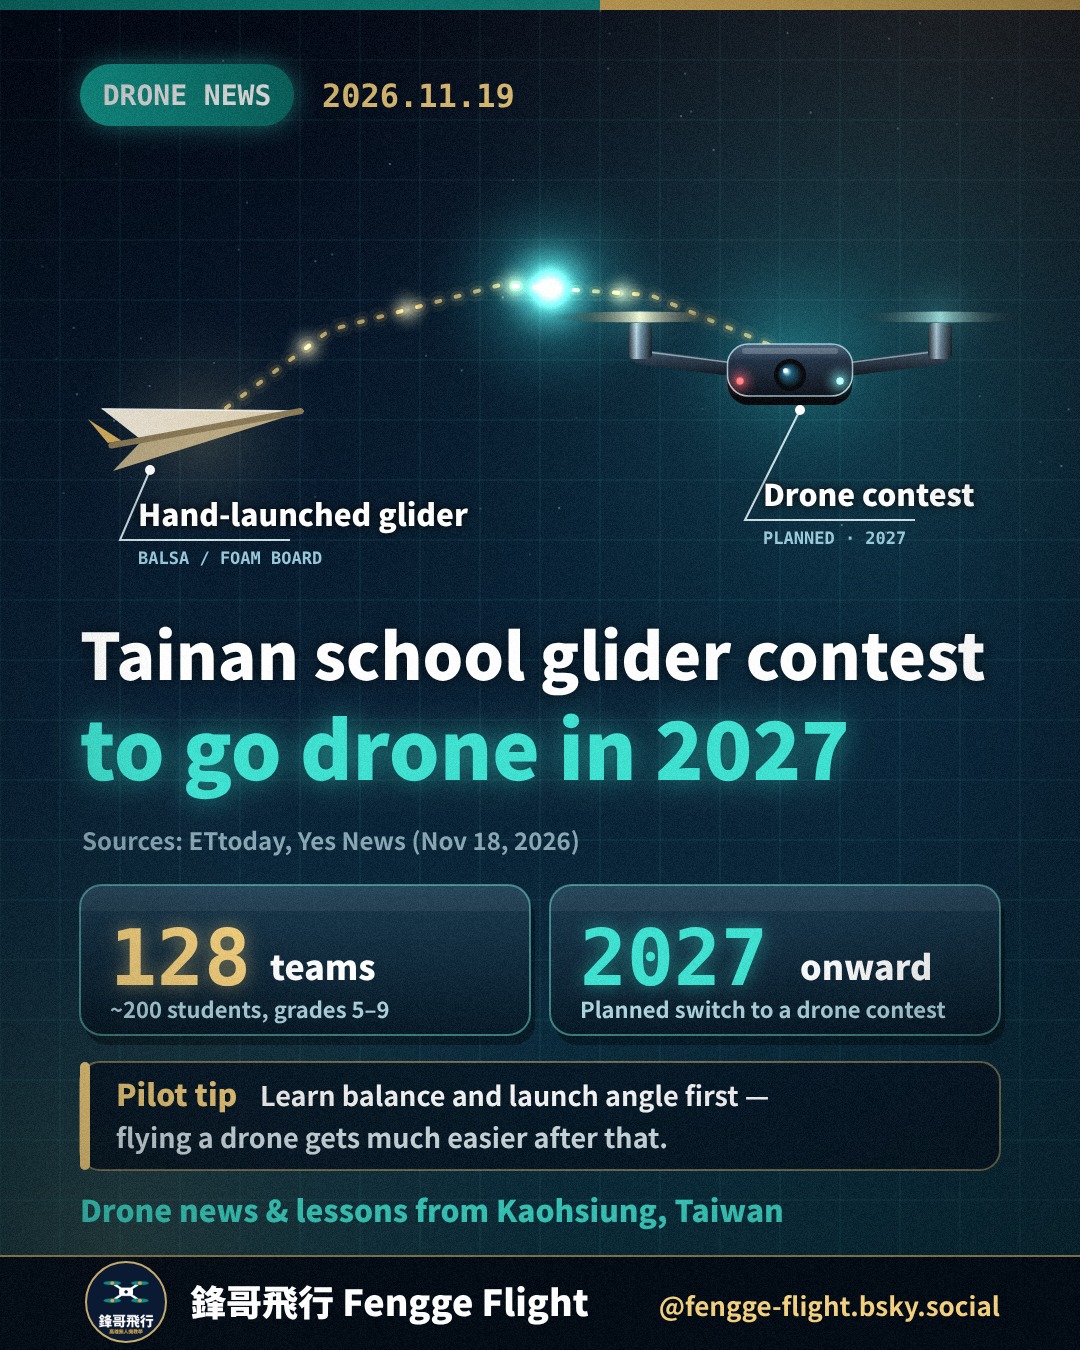 DRONE NEWS 2026.11.19
Hand-launched glider
BALSA / FOAM BOARD
Drone contest
PLANNED · 2027
Tainan school glider contest
to go drone in 2027
Sources: ETtoday, Yes News (Nov 18, 2026)
128 teams
~200 students, grades 5–9
2027 onward
Planned switch to a drone contest
Pilot tip Learn balance and launch angle first —
flying a drone gets much easier after that.
Drone news & lessons from Kaohsiung, Taiwan
鋒哥飛行
鋒哥飛行 Fengge Flight
@fengge-flight.bsky.social